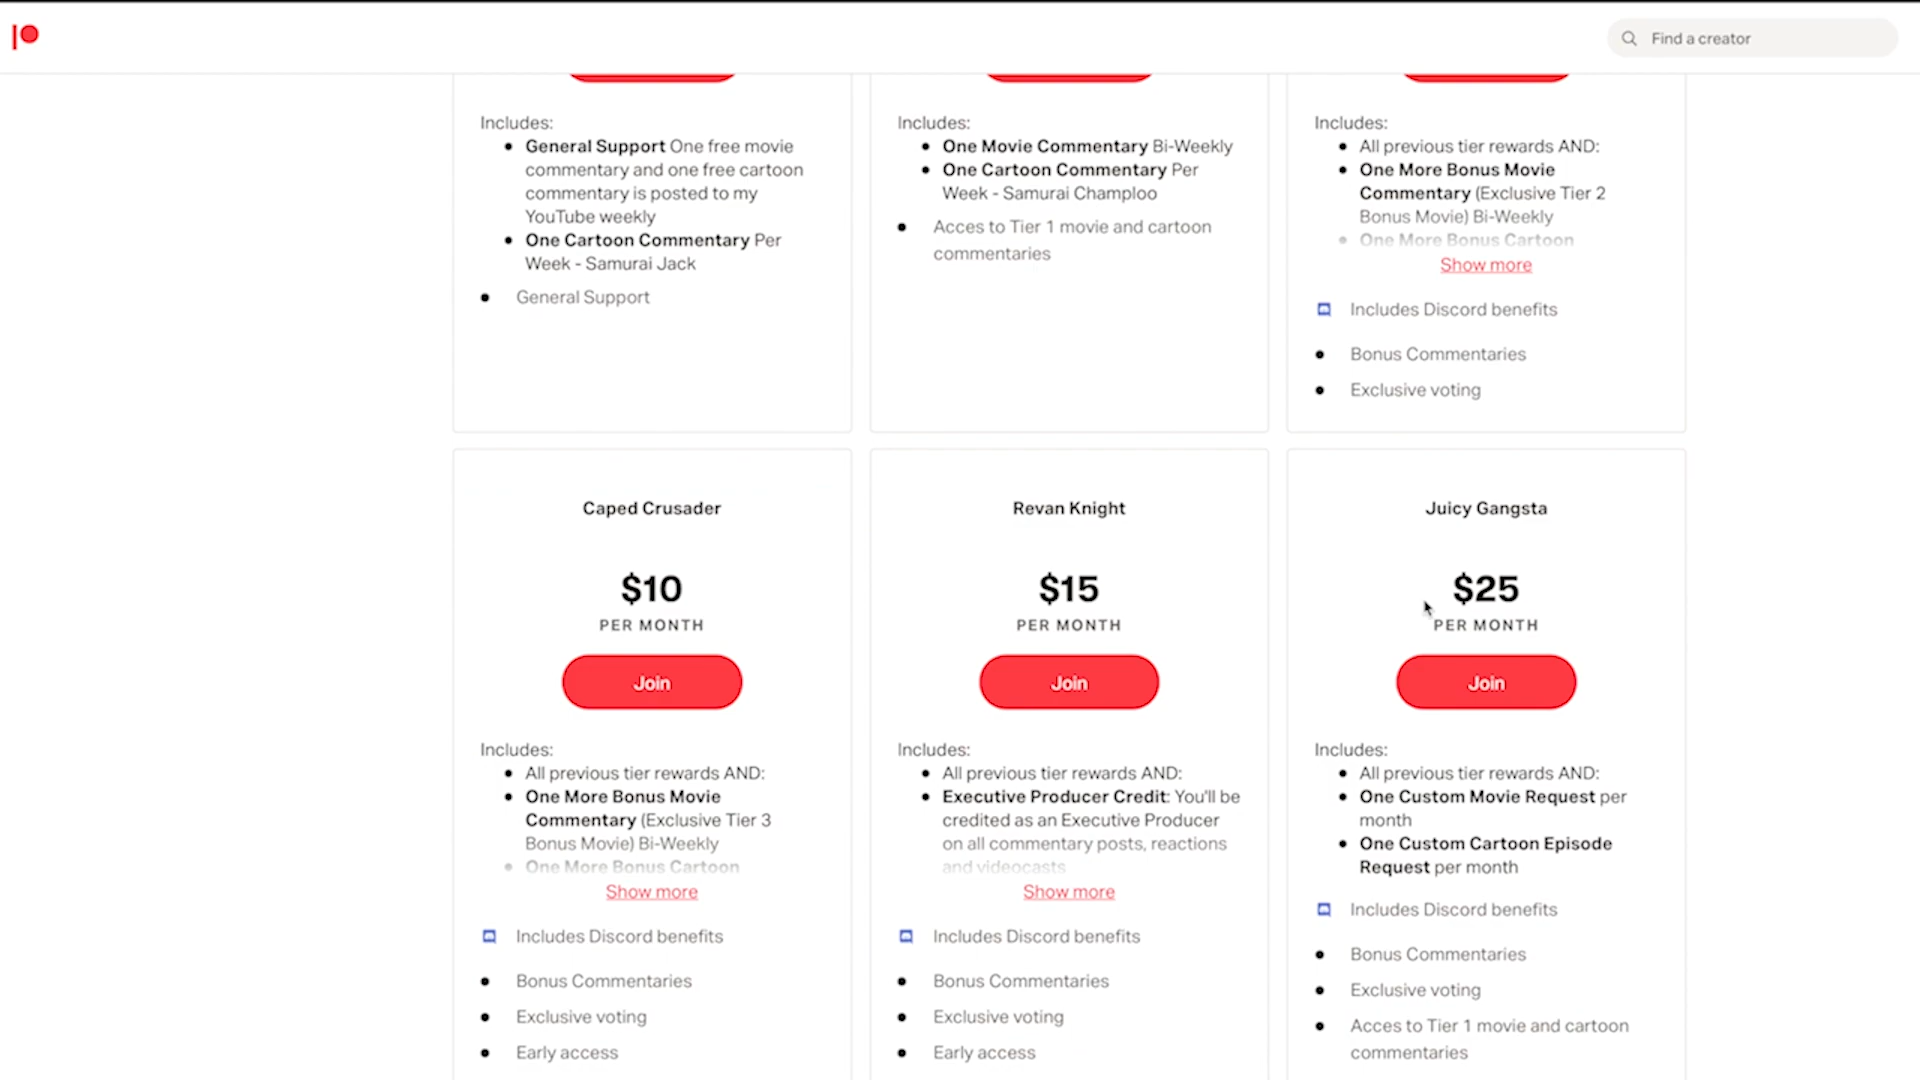 Find a creator
Includes:
General Support One free movie
commentary and one free cartoon
commentary is posted to my
YouTube weekly
One Cartoon Commentary Per
Week - Samurai Jack
General Support
Includes:
One Movie Commentary Bi-Weekly
One Cartoon Commentary Per
Week - Samurai Champloo
Acces to Tier 1 movie and cartoon
commentaries
Includes:
All previous tier rewards AND:
One More Bonus Movie
Commentary (Exclusive Tier 2
Bonus Movie) Bi-Weekly
One More Bonus Cartoon
Show more
Includes Discord benefits
Bonus Commentaries
Exclusive voting
Caped Crusader
$10
PER MONTH
Join
Includes:
All previous tier rewards AND:
One More Bonus Movie
Commentary (Exclusive Tier 3
Bonus Movie) Bi-Weekly
One More Bonus Cartoon
Show more
Includes Discord benefits
Bonus Commentaries
Exclusive voting
Early access
Revan Knight
$15
PER MONTH
Join
Includes:
All previous tier rewards AND:
Executive Producer Credit: You'll be
credited as an Executive Producer
on all commentary posts, reactions
and videocasts
Show more
Includes Discord benefits
Bonus Commentaries
Exclusive voting
Early access
Juicy Gangsta
$25
PER MONTH
Join
Includes:
All previous tier rewards AND:
One Custom Movie Request per
month
One Custom Cartoon Episode
Request per month
Includes Discord benefits
Bonus Commentaries
Exclusive voting
Acces to Tier 1 movie and cartoon
commentaries